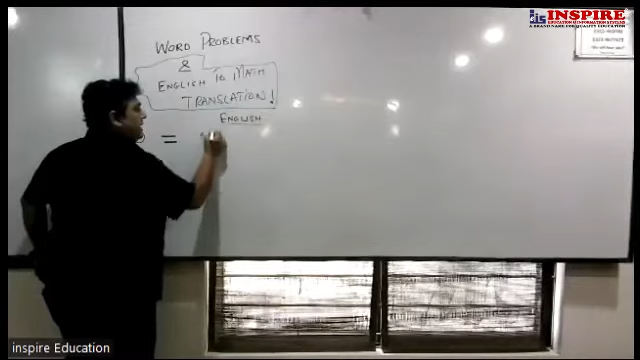 INSPIRE
WORD PROBLEMS
&
ENGLISH TO MATH
TRANSLATION!
ENGLISH
=
inspire Education